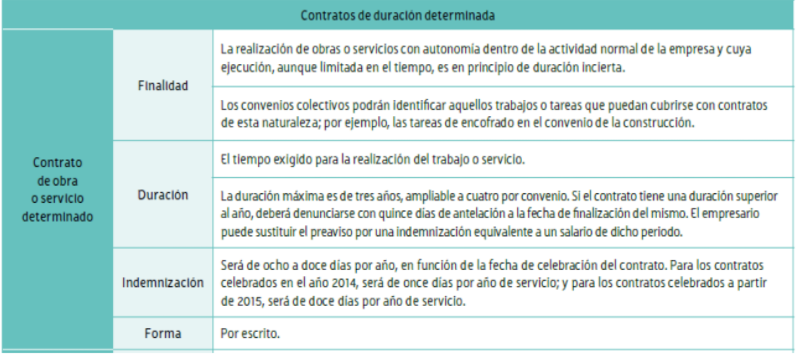 Contratos de duración determinada
Contrato
de obra
o servicio
determinado
Finalidad
La realización de obras o servicios con autonomía dentro de la actividad normal de la empresa y cuya
ejecución, aunque limitada en el tiempo, es en principio de duración incierta.
Los convenios colectivos podrán identificar aquellos trabajos o tareas que puedan cubrirse con contratos
de esta naturaleza; por ejemplo, las tareas de encofrado en el convenio de la construcción.
Duración
El tiempo exigido para la realización del trabajo o servicio.
La duración máxima es de tres años, ampliable a cuatro por convenio. Si el contrato tiene una duración superior
al año, deberá denunciarse con quince días de antelación a la fecha de finalización del mismo. El empresario
puede sustituir el preaviso por una indemnización equivalente a un salario de dicho periodo.
Indemnización
Será de ocho a doce días por año, en función de la fecha de celebración del contrato. Para los contratos
celebrados en el año 2014, será de once días por año de servicio; y para los contratos celebrados a partir
de 2015, será de doce días por año de servicio.
Forma
Por escrito.